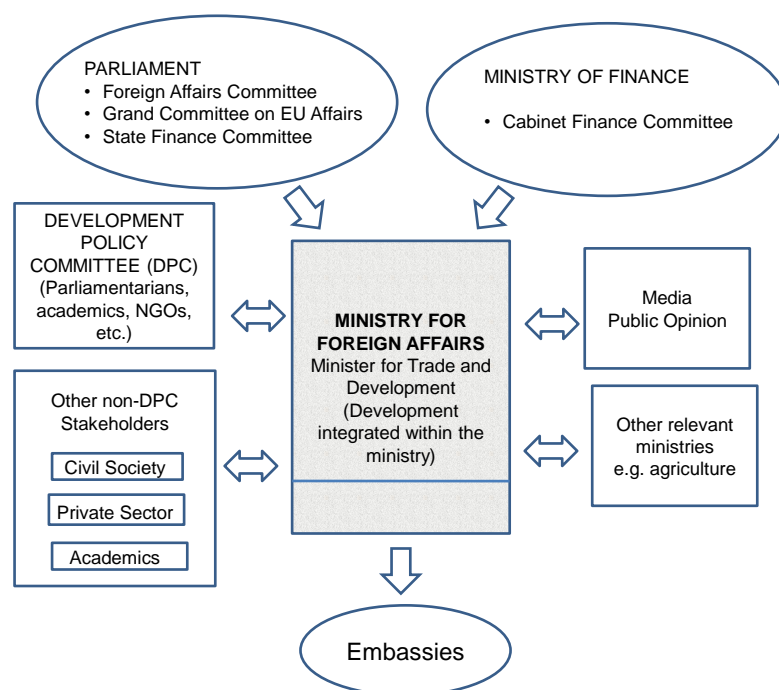 PARLIAMENT
• Foreign Affairs Committee
• Grand Committee on EU Affairs
• State Finance Committee
MINISTRY OF FINANCE
• Cabinet Finance Committee
DEVELOPMENT
POLICY
COMMITTEE (DPC)
(Parliamentarians,
academics, NGOs,
etc.)
MINISTRY FOR
FOREIGN AFFAIRS
Minister for Trade and
Development
(Development
integrated within the
ministry)
Media
Public Opinion
Other non-DPC
Stakeholders
Civil Society
Private Sector
Academics
Other relevant
ministries
e.g. agriculture
Embassies